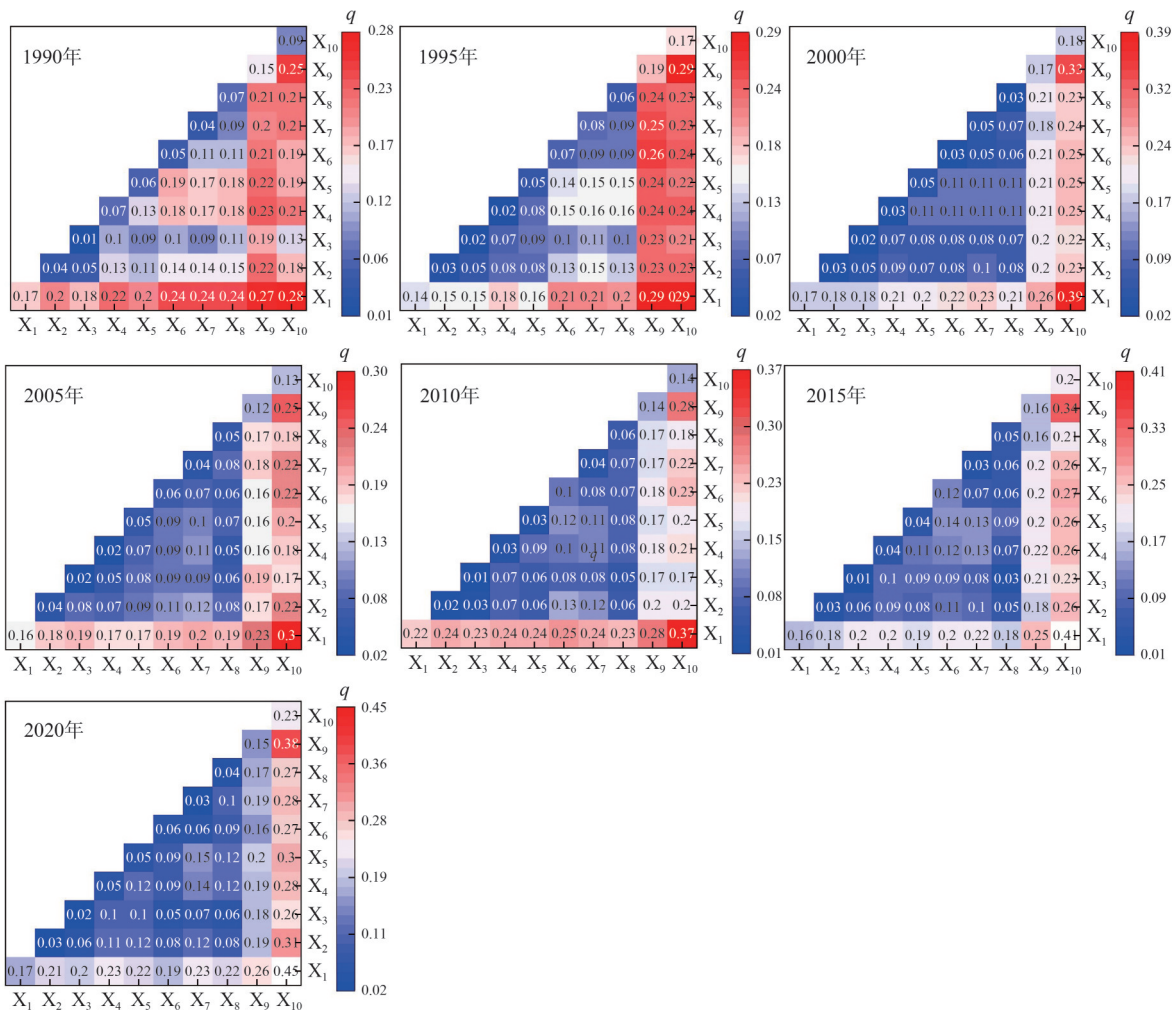 1990年
0.09 X10
0.15 0.25 X9
0.07 0.21 0.21 X8
0.04 0.09 0.2 0.21 X7
0.05 0.11 0.11 0.21 0.19 X6
0.06 0.19 0.17 0.18 0.22 0.19 X5
0.07 0.13 0.18 0.17 0.18 0.23 0.21 X4
0.01 0.1 0.09 0.1 0.09 0.11 0.19 0.13 X3
0.04 0.05 0.13 0.11 0.14 0.14 0.15 0.22 0.18 X2
0.17 0.2 0.18 0.22 0.2 0.24 0.24 0.24 0.27 0.28 X1
X1 X2 X3 X4 X5 X6 X7 X8 X9 X10
q
0.28
0.23
0.17
0.12
0.06
0.01
1995年
0.17 X10
0.19 0.29 X9
0.06 0.24 0.23 X8
0.08 0.09 0.25 0.23 X7
0.07 0.09 0.09 0.26 0.24 X6
0.05 0.14 0.15 0.15 0.24 0.22 X5
0.02 0.08 0.15 0.16 0.16 0.24 0.24 X4
0.02 0.07 0.09 0.1 0.11 0.1 0.23 0.21 X3
0.03 0.05 0.08 0.08 0.13 0.15 0.13 0.23 0.23 X2
0.14 0.15 0.15 0.18 0.16 0.21 0.21 0.2 0.29 029 X1
X1 X2 X3 X4 X5 X6 X7 X8 X9 X10
q
0.29
0.24
0.18
0.13
0.07
0.02
2000年
0.18 X10
0.17 0.33 X9
0.03 0.21 0.23 X8
0.05 0.07 0.18 0.24 X7
0.03 0.05 0.06 0.21 0.25 X6
0.05 0.11 0.11 0.11 0.21 0.25 X5
0.03 0.11 0.11 0.11 0.11 0.21 0.25 X4
0.02 0.07 0.08 0.08 0.08 0.07 0.2 0.22 X3
0.03 0.05 0.09 0.07 0.08 0.1 0.08 0.2 0.23 X2
0.17 0.18 0.18 0.21 0.2 0.22 0.23 0.21 0.26 0.39 X1
X1 X2 X3 X4 X5 X6 X7 X8 X9 X10
q
0.39
0.32
0.24
0.17
0.09
0.02
2005年
0.13 X10
0.12 0.25 X9
0.05 0.17 0.18 X8
0.04 0.08 0.18 0.22 X7
0.06 0.07 0.06 0.16 0.22 X6
0.05 0.09 0.1 0.07 0.16 0.2 X5
0.02 0.07 0.09 0.11 0.05 0.16 0.18 X4
0.02 0.05 0.08 0.09 0.09 0.06 0.19 0.17 X3
0.04 0.08 0.07 0.09 0.11 0.12 0.08 0.17 0.22 X2
0.16 0.18 0.19 0.17 0.17 0.19 0.2 0.19 0.23 0.3 X1
X1 X2 X3 X4 X5 X6 X7 X8 X9 X10
q
0.30
0.24
0.19
0.13
0.08
0.02
2010年
0.14 X10
0.14 0.28 X9
0.06 0.17 0.18 X8
0.04 0.07 0.17 0.22 X7
0.1 0.08 0.07 0.18 0.23 X6
0.03 0.12 0.11 0.08 0.17 0.2 X5
0.03 0.09 0.1 0.11 0.08 0.18 0.21 X4
q
0.01 0.07 0.06 0.08 0.08 0.05 0.17 0.17 X3
0.02 0.03 0.07 0.06 0.13 0.12 0.06 0.2 0.2 X2
0.22 0.24 0.23 0.24 0.24 0.25 0.24 0.23 0.28 0.37 X1
X1 X2 X3 X4 X5 X6 X7 X8 X9 X10
0.37
0.30
0.23
0.15
0.08
0.01
2015年
0.2 X10
0.16 0.34 X9
0.05 0.16 0.21 X8
0.03 0.06 0.2 0.26 X7
0.12 0.07 0.06 0.2 0.27 X6
0.04 0.14 0.13 0.09 0.2 0.26 X5
0.04 0.11 0.12 0.13 0.07 0.22 0.26 X4
0.01 0.1 0.09 0.09 0.08 0.03 0.21 0.23 X3
0.03 0.06 0.09 0.08 0.11 0.1 0.05 0.18 0.26 X2
0.16 0.18 0.2 0.2 0.19 0.2 0.22 0.18 0.25 0.41 X1
X1 X2 X3 X4 X5 X6 X7 X8 X9 X10
q
0.41
0.33
0.25
0.17
0.09
0.01
2020年
0.23 X10
0.15 0.38 X9
0.04 0.17 0.27 X8
0.03 0.1 0.19 0.28 X7
0.06 0.06 0.09 0.16 0.27 X6
0.05 0.09 0.15 0.12 0.2 0.3 X5
0.05 0.12 0.09 0.14 0.12 0.19 0.28 X4
0.02 0.1 0.1 0.05 0.07 0.06 0.18 0.26 X3
0.03 0.06 0.11 0.12 0.08 0.12 0.08 0.19 0.31 X2
0.17 0.21 0.2 0.23 0.22 0.19 0.23 0.22 0.26 0.45 X1
X1 X2 X3 X4 X5 X6 X7 X8 X9 X10
q
0.45
0.36
0.28
0.19
0.11
0.02